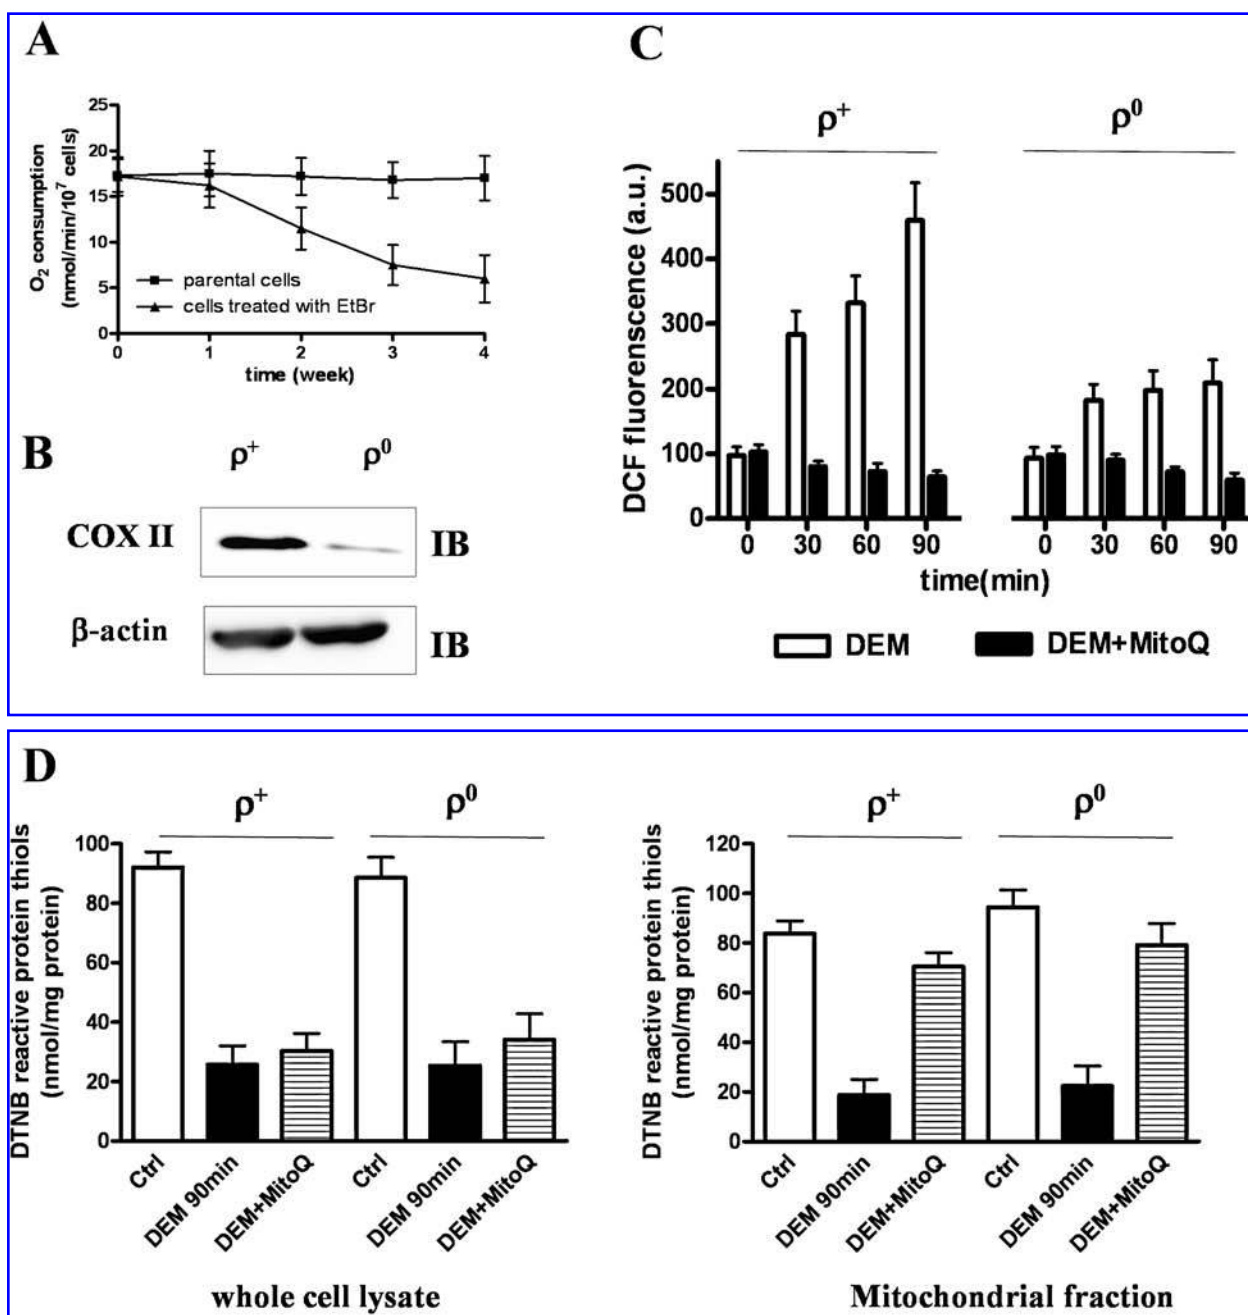 A
25
20
15
10
5
0
O2 consumption
(nmol/min/10^7 cells)
parental cells
cells treated with EtBr
0 1 2 3 4
time (week)
B
ρ+ ρ0
COX II IB
β-actin IB
C
ρ+ ρ0
500
400
300
200
100
0
DCF fluorenscence (a.u.)
0 30 60 90 0 30 60 90
time(min)
DEM DEM+MitoQ
D
ρ+ ρ0
DTNB reactive protein thiols
(nmol/mg protein)
100
80
60
40
20
0
Ctrl
DEM 90min
DEM+MitoQ
Ctrl
DEM 90min
DEM+MitoQ
whole cell lysate
ρ+ ρ0
DTNB reactive protein thiols
(nmol/mg protein)
120
100
80
60
40
20
0
Ctrl
DEM 90min
DEM+MitoQ
Ctrl
DEM 90min
DEM+MitoQ
Mitochondrial fraction